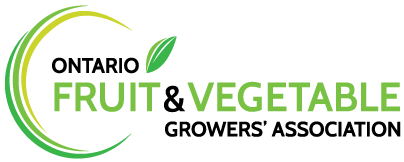 ONTARIO
FRUIT & VEGETABLE
GROWERS' ASSOCIATION